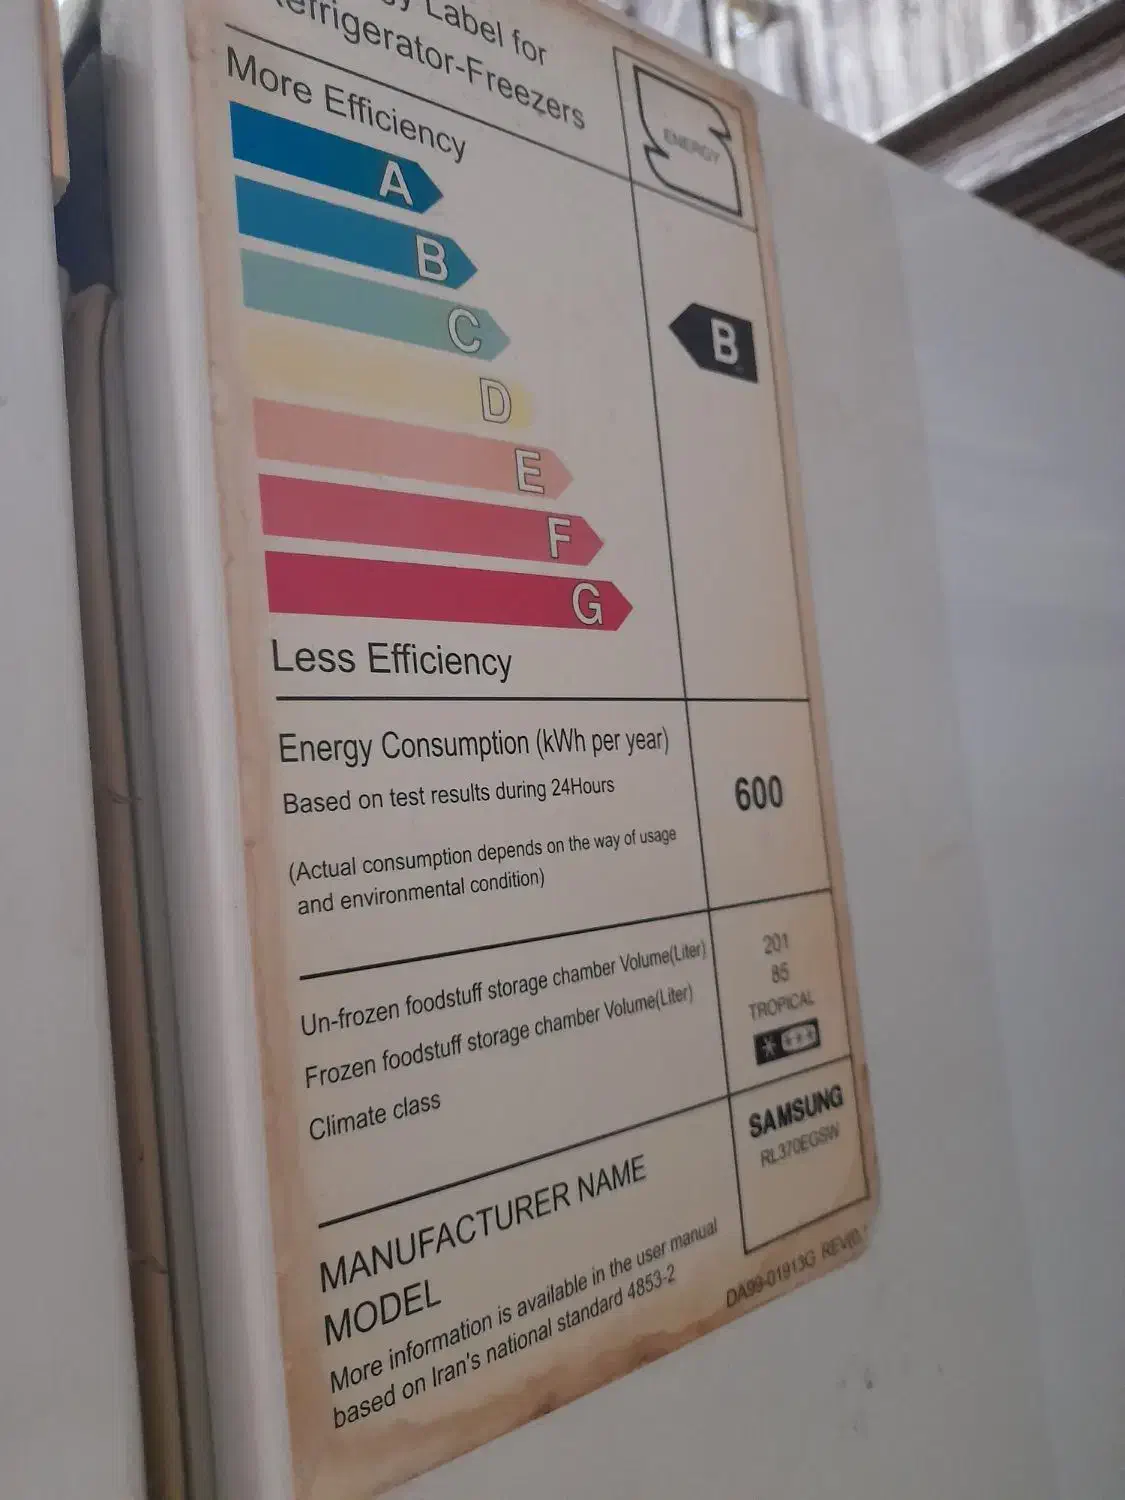 Label for
Refrigerator-Freezers
ENERGY
More Efficiency
A
B
C
D
E
F
G
B
Less Efficiency
Energy Consumption (kWh per year)
Based on test results during 24Hours
600
(Actual consumption depends on the way of usage
and environmental condition)
Un-frozen foodstuff storage chamber Volume(Liter)
201
Frozen foodstuff storage chamber Volume(Liter)
85
Climate class
TROPICAL
MANUFACTURER NAME
SAMSUNG
MODEL
RL370EGSW
More information is available in the user manual
based on Iran's national standard 4853-2
DA99-01913G